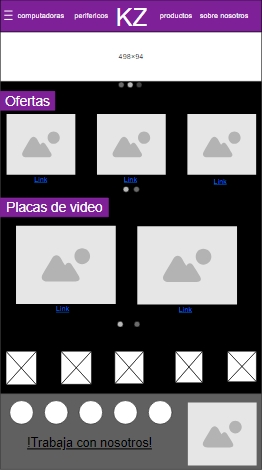 computadoras perifericos KZ productos sobre nosotros
498×94
Ofertas
Link Link Link
Placas de video
Link Link
!Trabaja con nosotros!